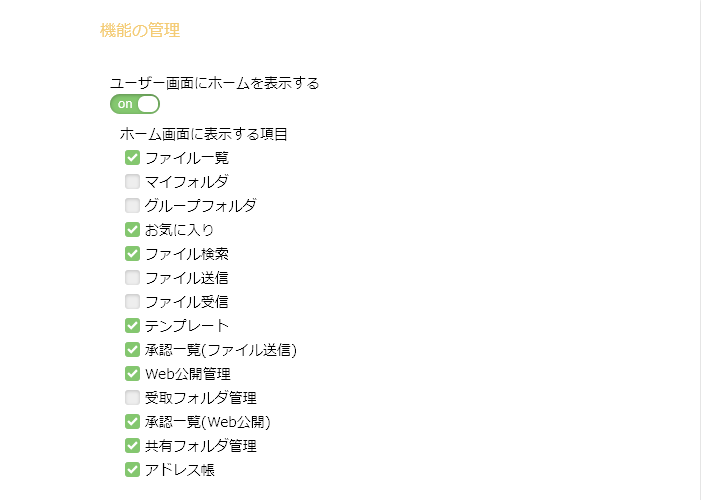 機能の管理
ユーザー画面にホームを表示する
on
ホーム画面に表示する項目
ファイル一覧
マイフォルダ
グループフォルダ
お気に入り
ファイル検索
ファイル送信
ファイル受信
テンプレート
承認一覧(ファイル送信)
Web公開管理
受取フォルダ管理
承認一覧(Web公開)
共有フォルダ管理
アドレス帳